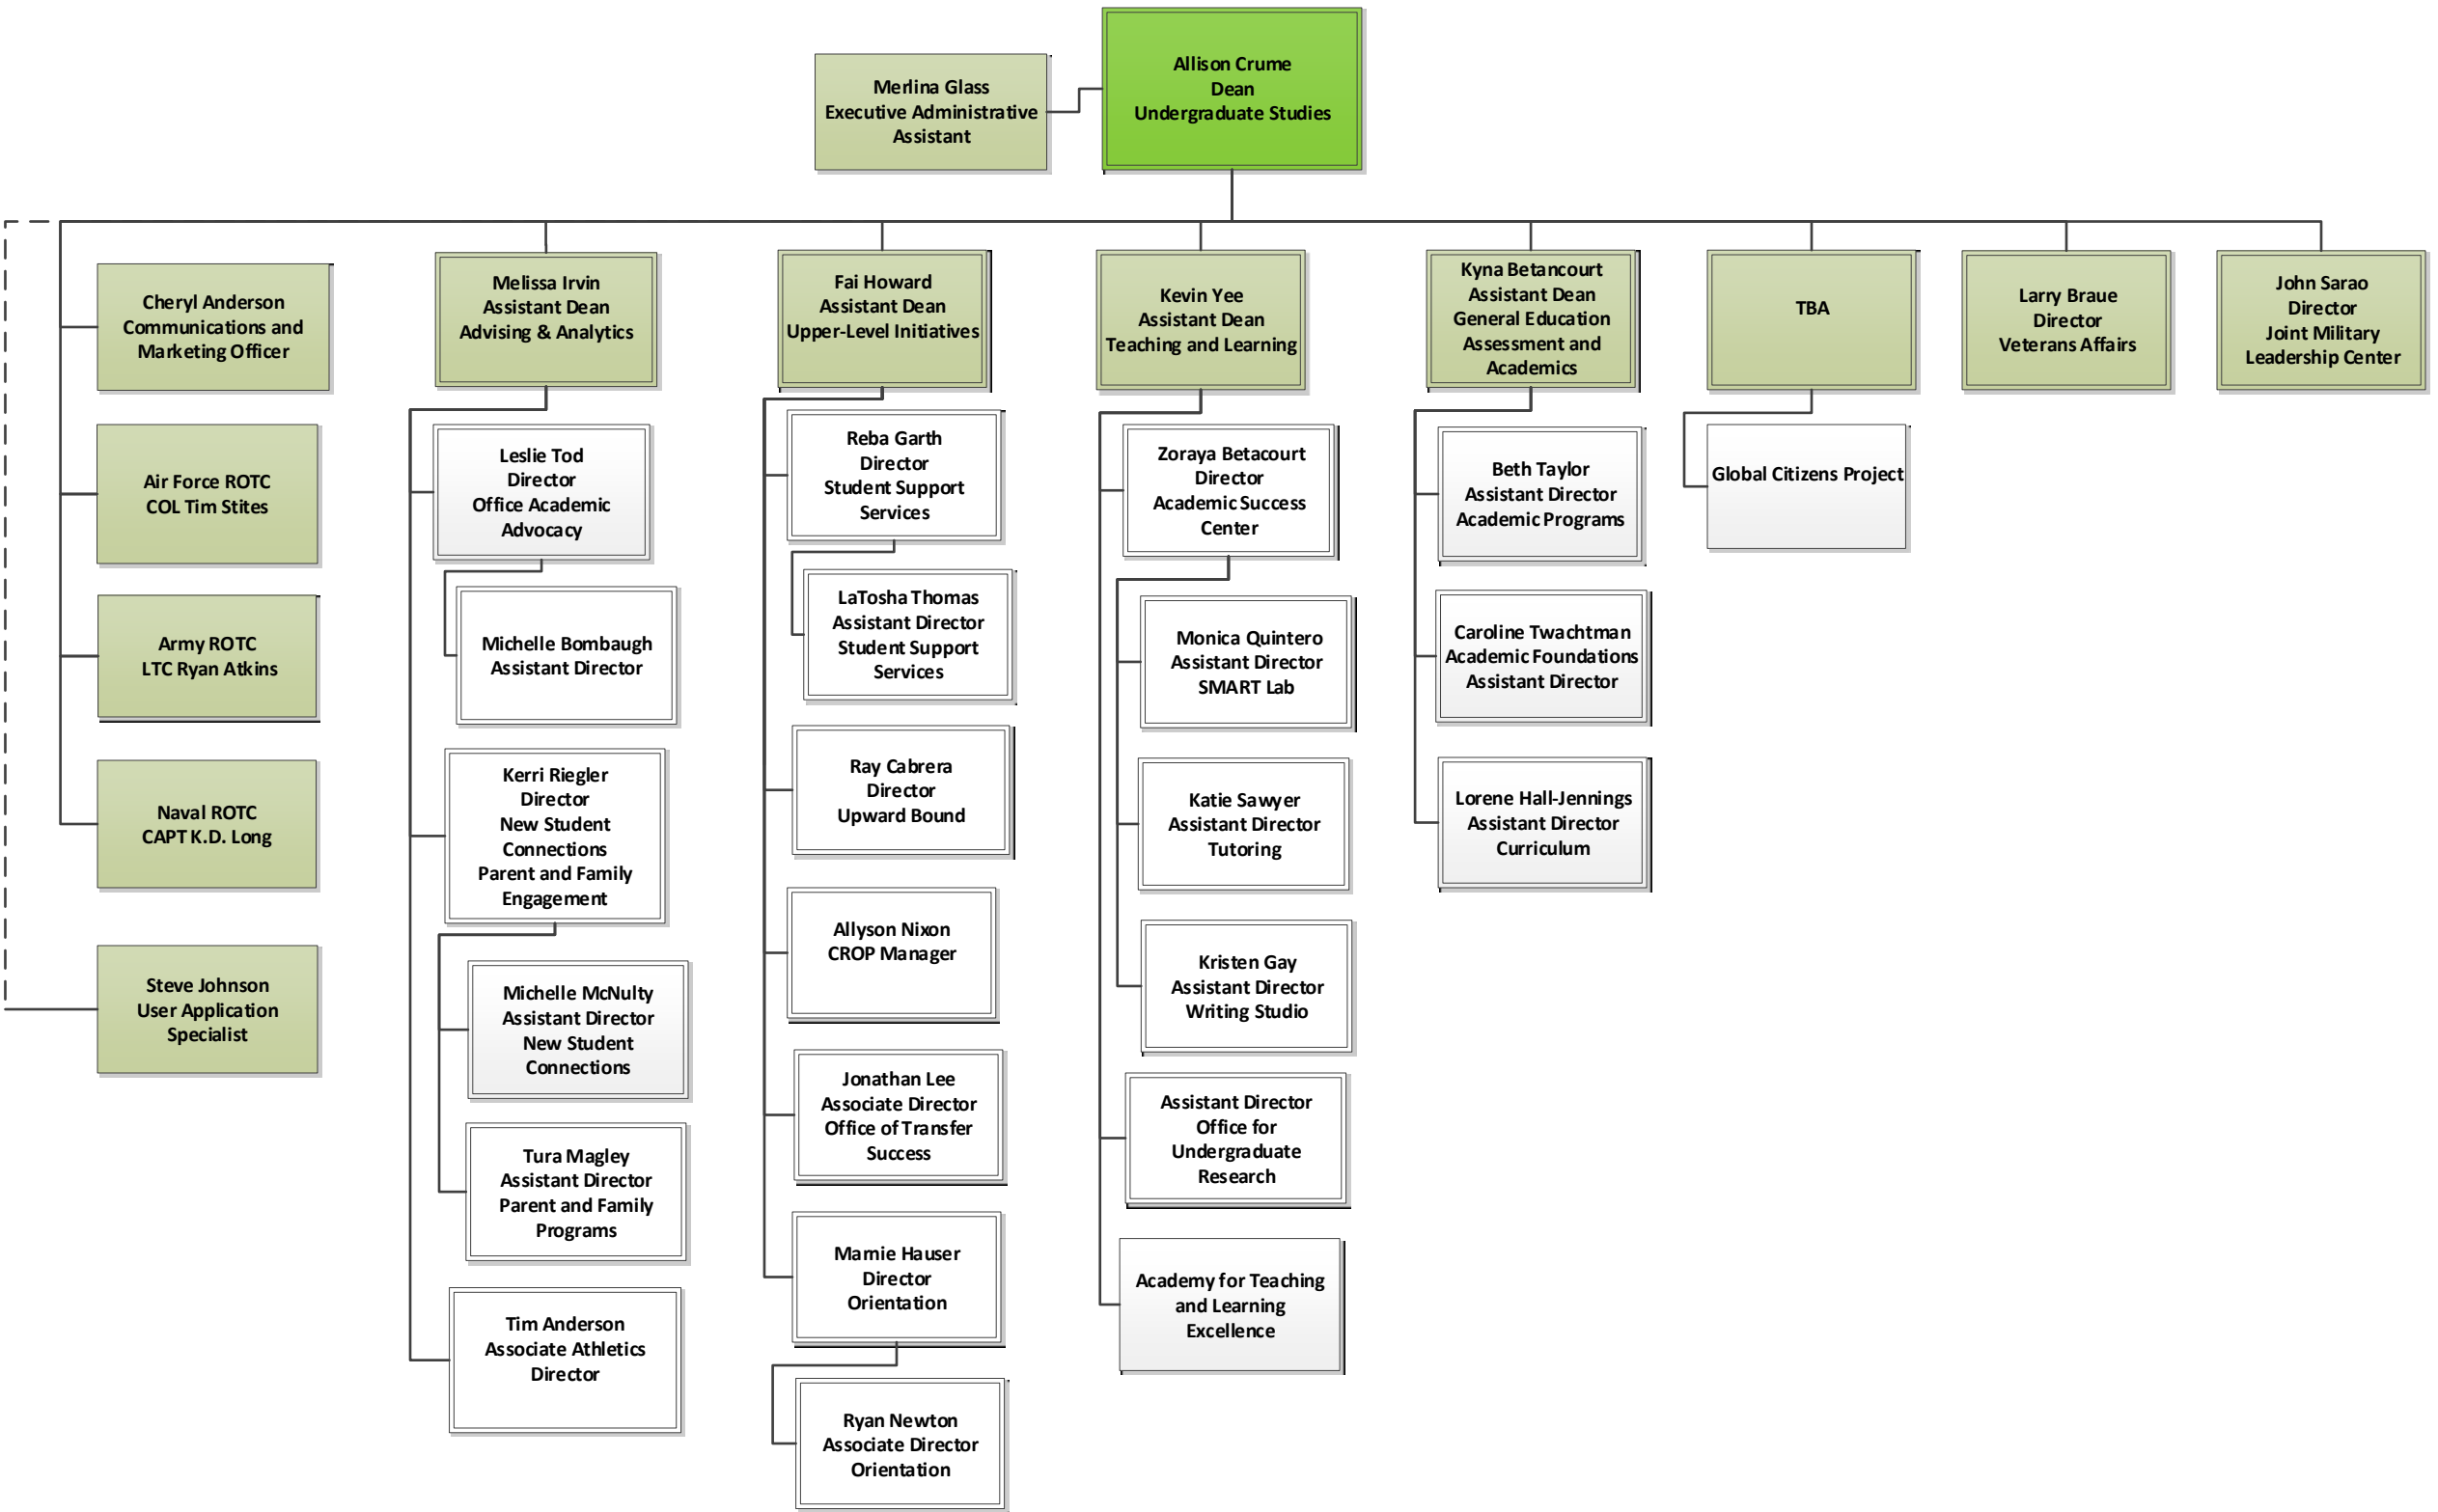 Allison Crume
Dean
Undergraduate Studies
Merlina Glass
Executive Administrative
Assistant
Cheryl Anderson
Communications and
Marketing Officer
Air Force ROTC
COL Tim Stites
Army ROTC
LTC Ryan Atkins
Naval ROTC
CAPT K.D. Long
Steve Johnson
User Application
Specialist
Melissa Irvin
Assistant Dean
Advising & Analytics
Leslie Tod
Director
Office Academic
Advocacy
Michelle Bombaugh
Assistant Director
Kerri Riegler
Director
New Student
Connections
Parent and Family
Engagement
Michelle McNulty
Assistant Director
New Student
Connections
Tura Magley
Assistant Director
Parent and Family
Programs
Tim Anderson
Associate Athletics
Director
Fai Howard
Assistant Dean
Upper-Level Initiatives
Reba Garth
Director
Student Support
Services
LaTosha Thomas
Assistant Director
Student Support
Services
Ray Cabrera
Director
Upward Bound
Allyson Nixon
CROP Manager
Jonathan Lee
Associate Director
Office of Transfer
Success
Marnie Hauser
Director
Orientation
Ryan Newton
Associate Director
Orientation
Kevin Yee
Assistant Dean
Teaching and Learning
Zoraya Betacourt
Director
Academic Success
Center
Monica Quintero
Assistant Director
SMART Lab
Katie Sawyer
Assistant Director
Tutoring
Kristen Gay
Assistant Director
Writing Studio
Assistant Director
Office for
Undergraduate
Research
Academy for Teaching
and Learning
Excellence
Kyna Betancourt
Assistant Dean
General Education
Assessment and
Academics
Beth Taylor
Assistant Director
Academic Programs
Caroline Twachtman
Academic Foundations
Assistant Director
Lorene Hall-Jennings
Assistant Director
Curriculum
TBA
Global Citizens Project
Larry Braue
Director
Veterans Affairs
John Sarao
Director
Joint Military
Leadership Center